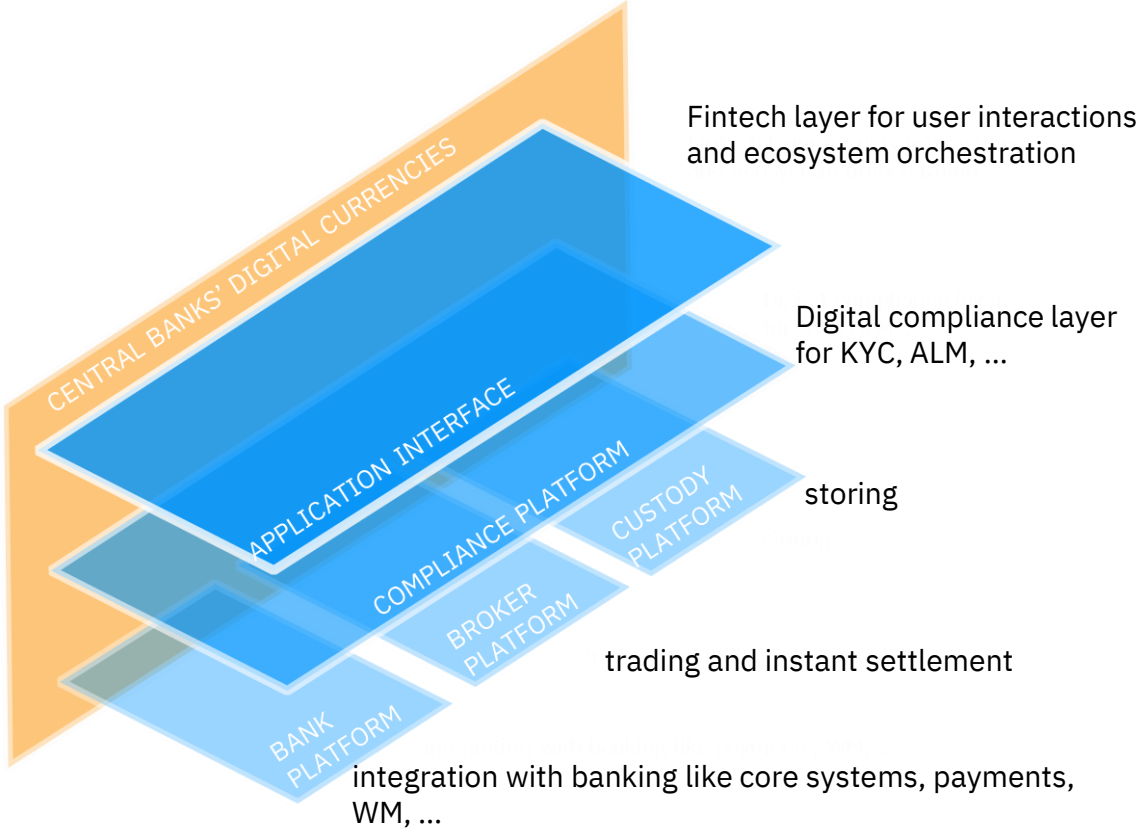 CENTRAL BANKS’ DIGITAL CURRENCIES
Fintech layer for user interactions
and ecosystem orchestration
APPLICATION INTERFACE
Digital compliance layer
for KYC, ALM, ...
COMPLIANCE PLATFORM
CUSTODY
PLATFORM
storing
BROKER
PLATFORM
trading and instant settlement
BANK
PLATFORM
integration with banking like core systems, payments,
WM, ...